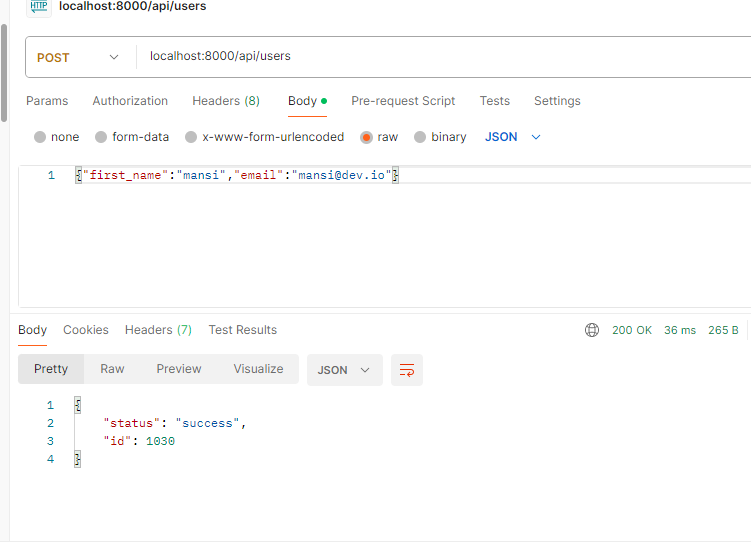 HTTP localhost:8000/api/users
POST localhost:8000/api/users
Params Authorization Headers (8) Body Pre-request Script Tests Settings
none form-data x-www-form-urlencoded raw binary JSON
1 {"first_name":"mansi","email":"mansi@dev.io"}
Body Cookies Headers (7) Test Results 200 OK 36 ms 265 B
Pretty Raw Preview Visualize JSON
1 {
2 "status": "success",
3 "id": 1030
4 }